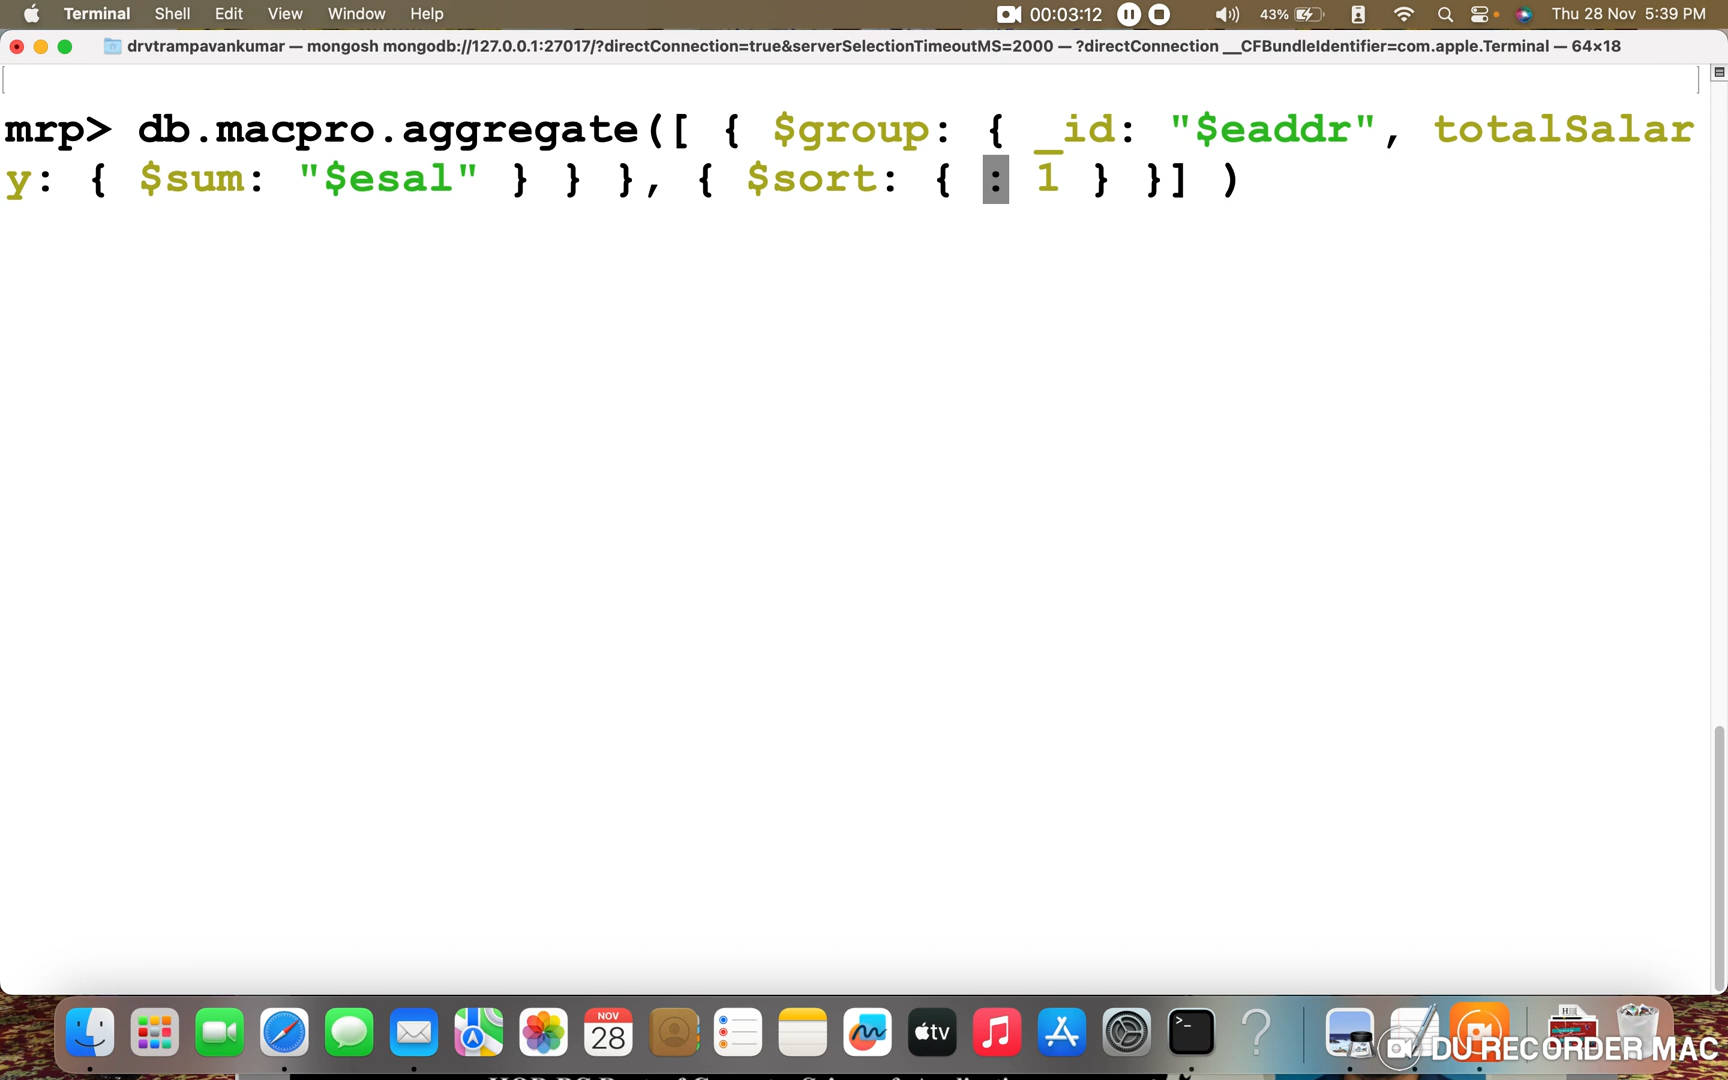 Terminal Shell Edit View Window Help 00:03:12 43% Thu 28 Nov 5:39 PM
drvtrampavankumar — mongosh mongodb://127.0.0.1:27017/?directConnection=true&serverSelectionTimeoutMS=2000 — ?directConnection __CFBundleIdentifier=com.apple.Terminal — 64×18
mrp> db.macpro.aggregate([ { $group: { _id: "$eaddr", totalSalar
y: { $sum: "$esal" } } }, { $sort: { : 1 } }] )
NOV
28
tv
DU RECORDER MAC